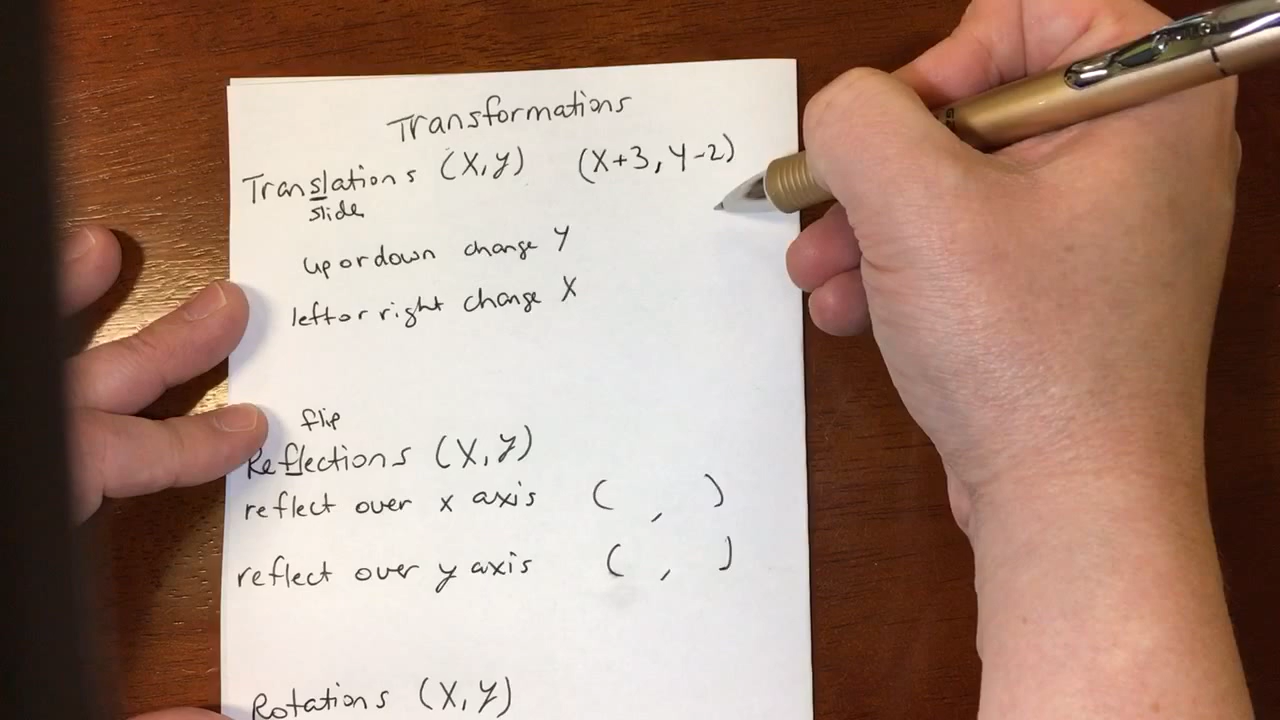 Transformations
Translations (X,y) (X+3, Y-2)
slide
up or down change y
left or right change X
flip
Reflections (X,y)
reflect over x axis ( , )
reflect over y axis ( , )
Rotations (X,y)